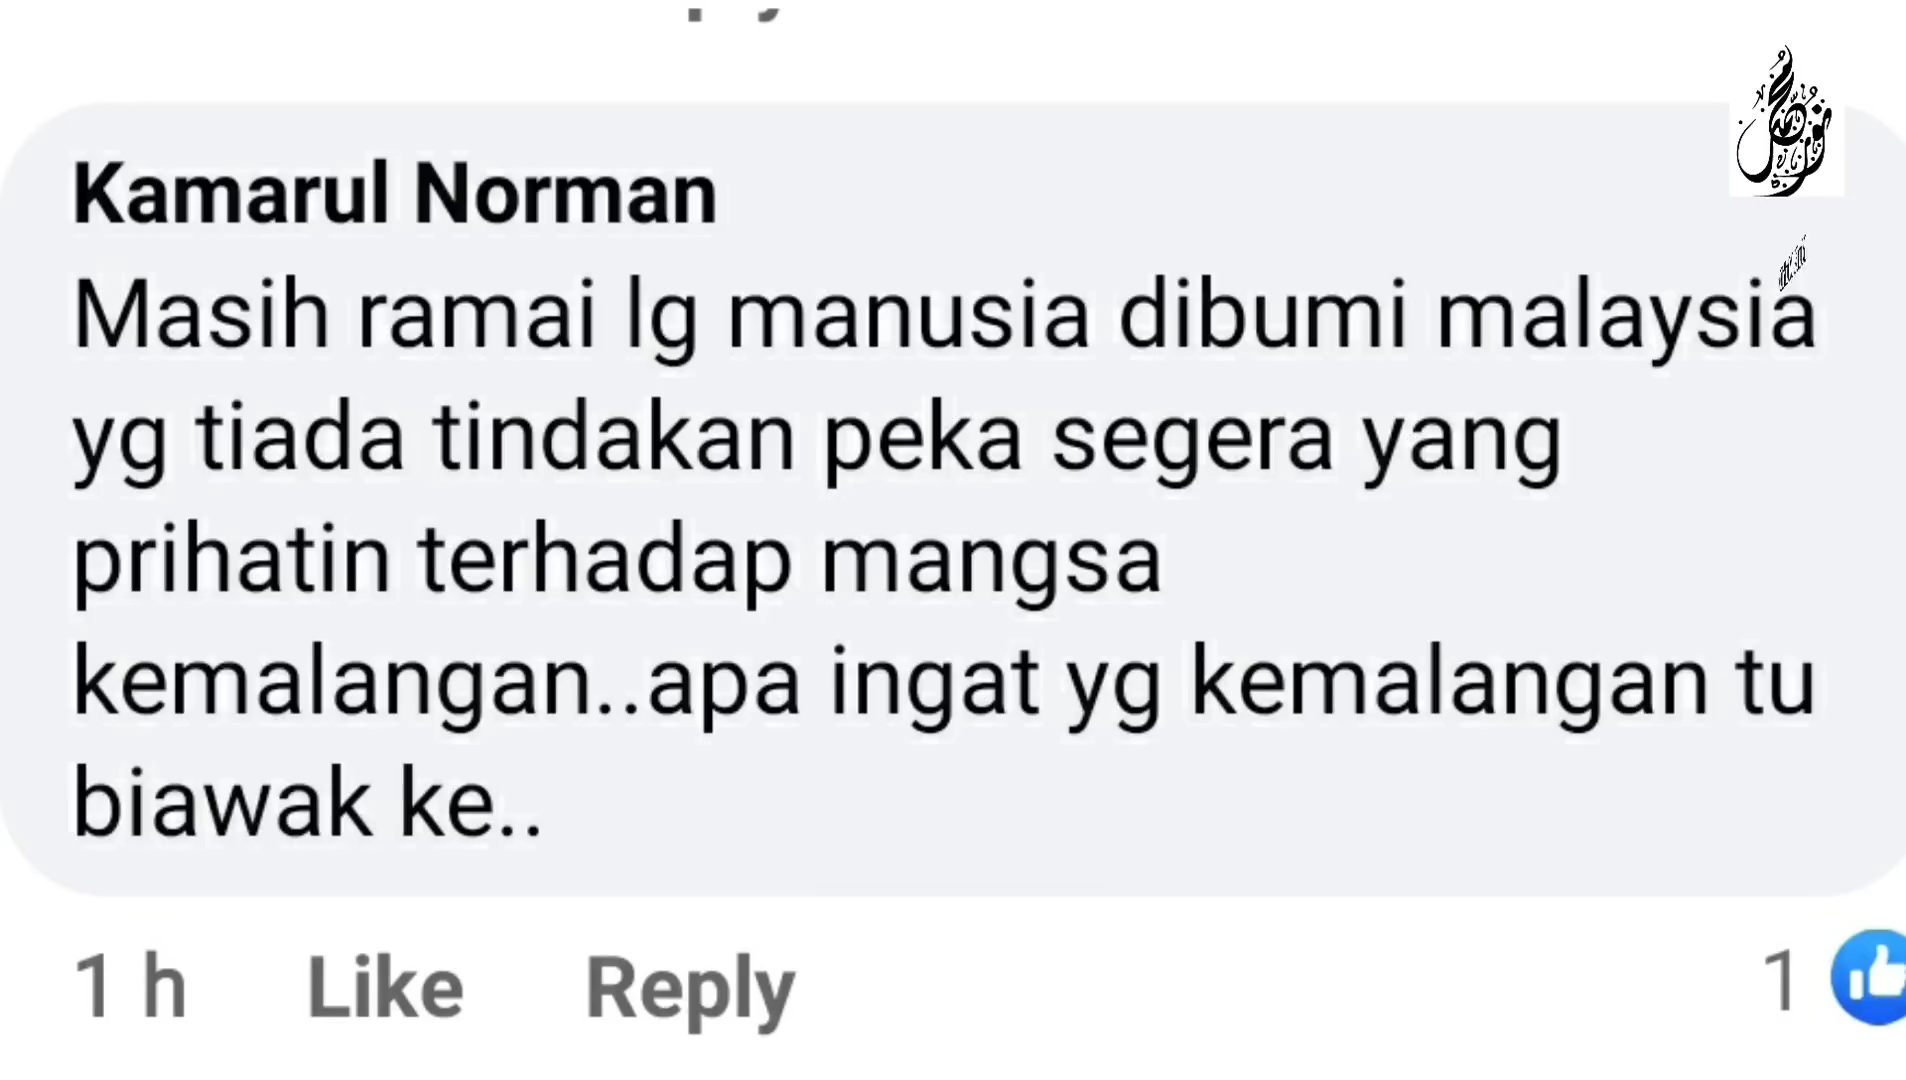 Kamarul Norman
Masih ramai lg manusia dibumi malaysia
yg tiada tindakan peka segera yang
prihatin terhadap mangsa
kemalangan..apa ingat yg kemalangan tu
biawak ke..
1 h Like Reply 1